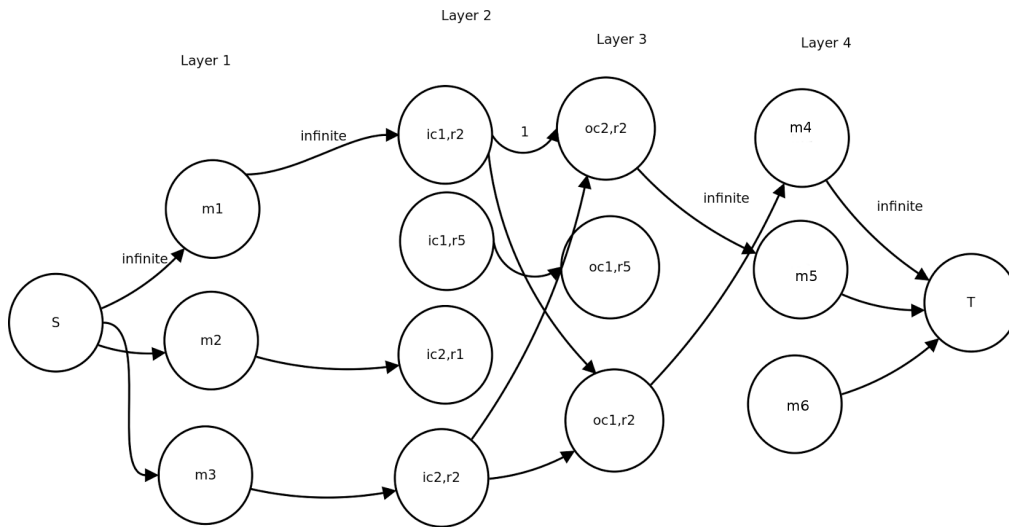 Layer 1
Layer 2
Layer 3
Layer 4
S
infinite
m1
m2
m3
infinite
ic1,r2
ic1,r5
ic2,r1
ic2,r2
1
oc2,r2
oc1,r5
oc1,r2
infinite
m4
m5
m6
infinite
T